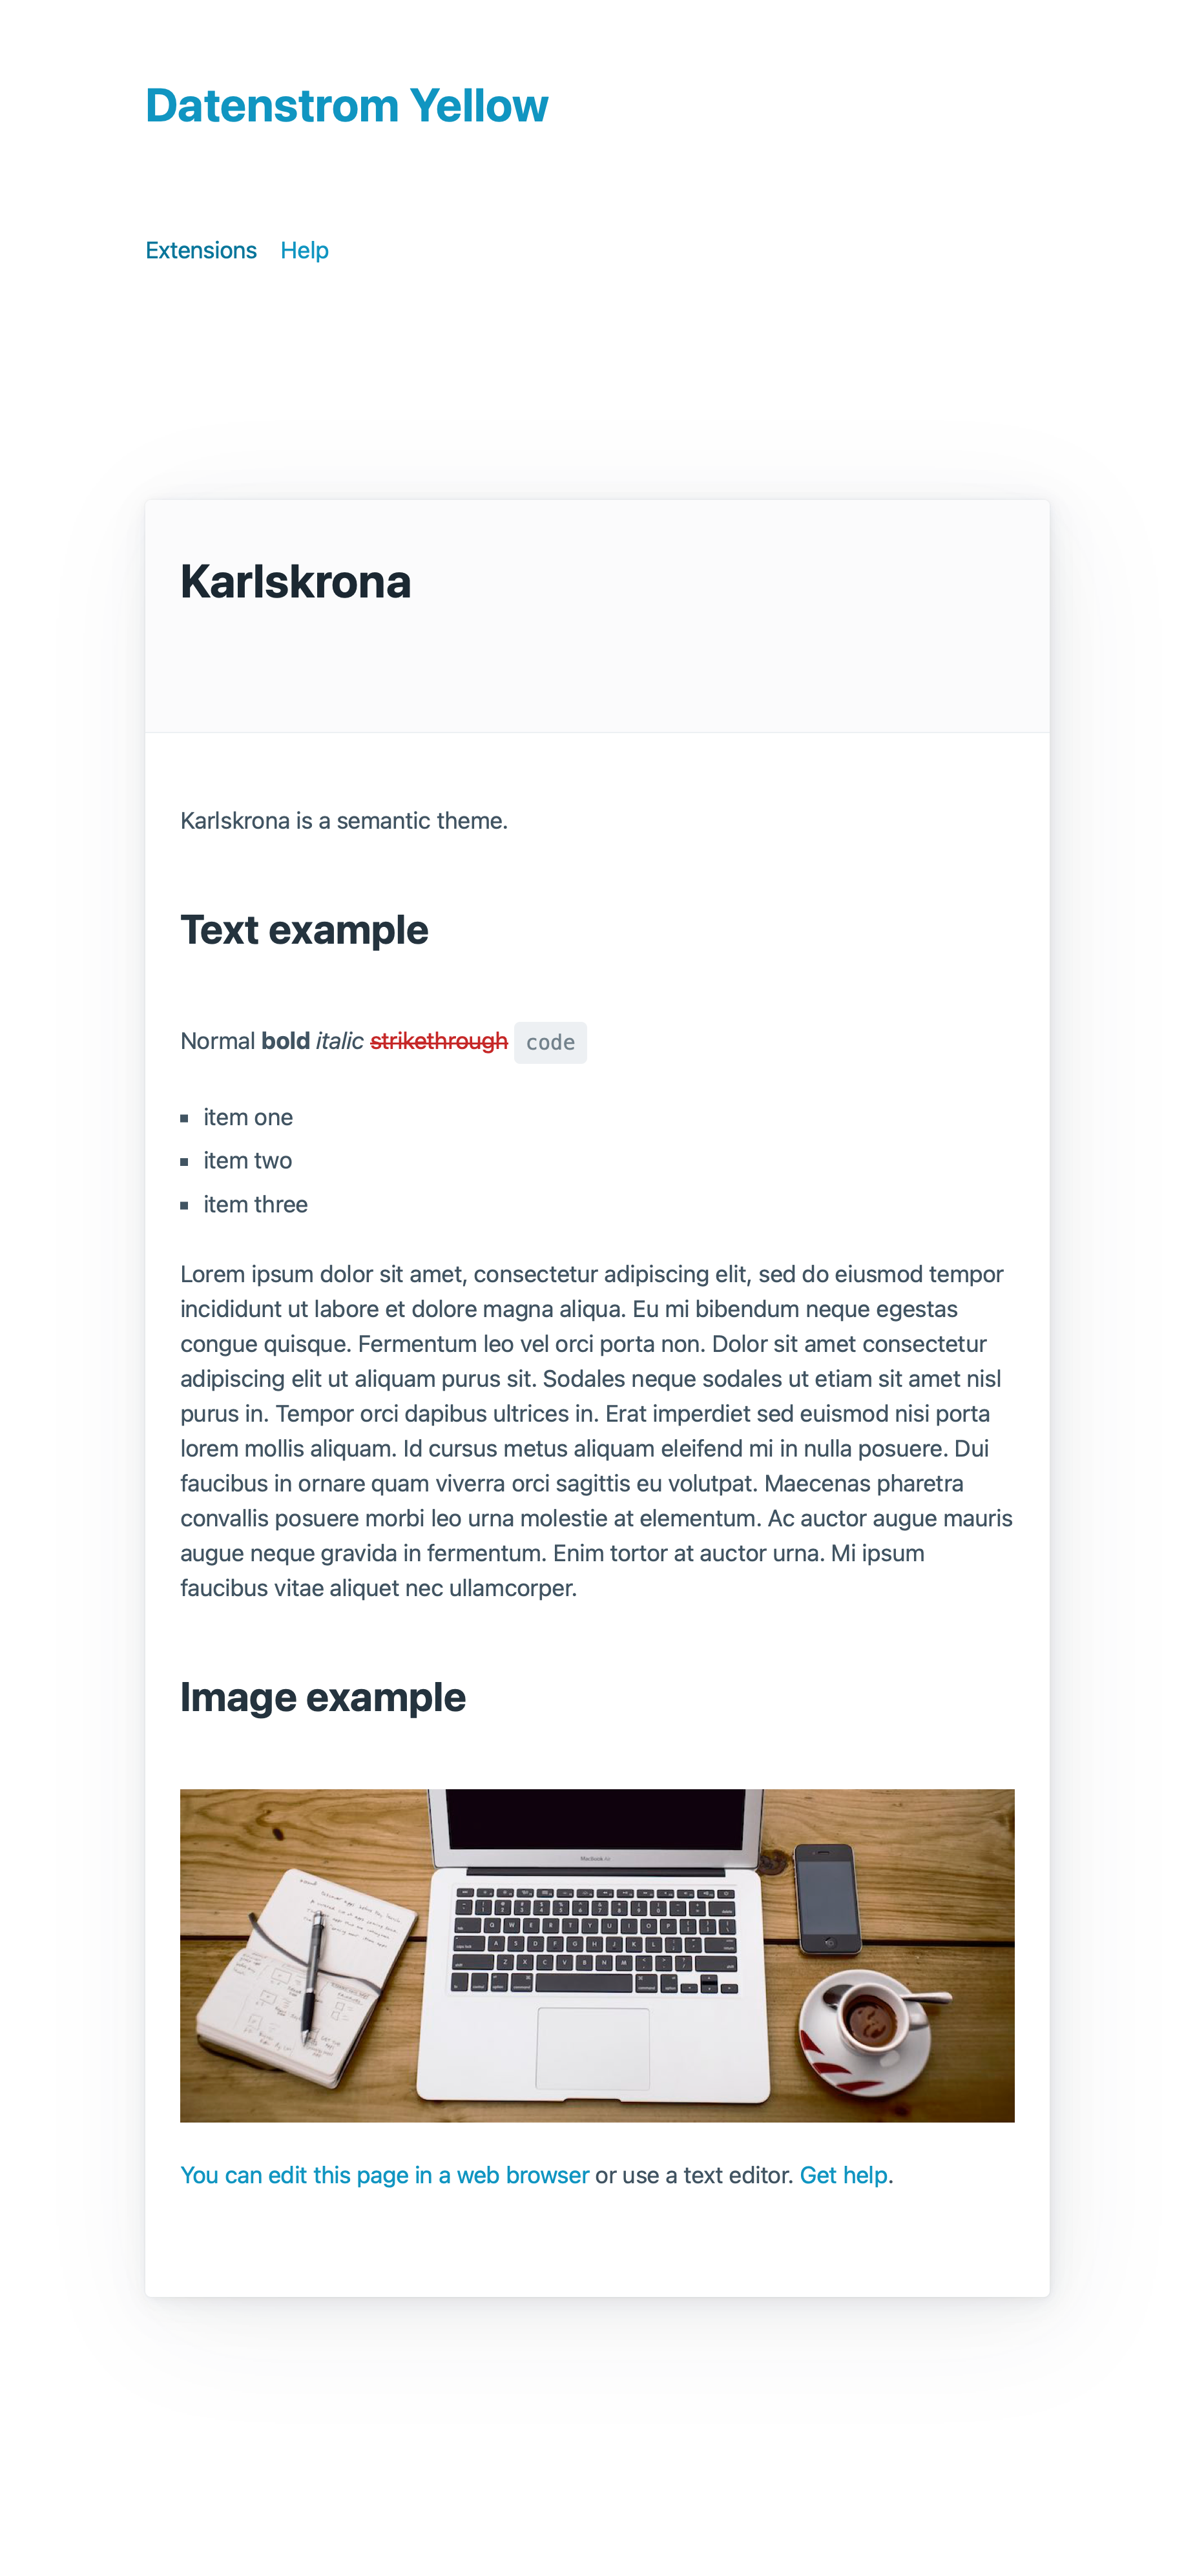 Datenstrom Yellow
Extensions Help
Karlskrona
Karlskrona is a semantic theme.
Text example
Normal bold italic strikethrough code
▪ item one
▪ item two
▪ item three
Lorem ipsum dolor sit amet, consectetur adipiscing elit, sed do eiusmod tempor
incididunt ut labore et dolore magna aliqua. Eu mi bibendum neque egestas
congue quisque. Fermentum leo vel orci porta non. Dolor sit amet consectetur
adipiscing elit ut aliquam purus sit. Sodales neque sodales ut etiam sit amet nisl
purus in. Tempor orci dapibus ultrices in. Erat imperdiet sed euismod nisi porta
lorem mollis aliquam. Id cursus metus aliquam eleifend mi in nulla posuere. Dui
faucibus in ornare quam viverra orci sagittis eu volutpat. Maecenas pharetra
convallis posuere morbi leo urna molestie at elementum. Ac auctor augue mauris
augue neque gravida in fermentum. Enim tortor at auctor urna. Mi ipsum
faucibus vitae aliquet nec ullamcorper.
Image example
MacBook Air
You can edit this page in a web browser or use a text editor. Get help.